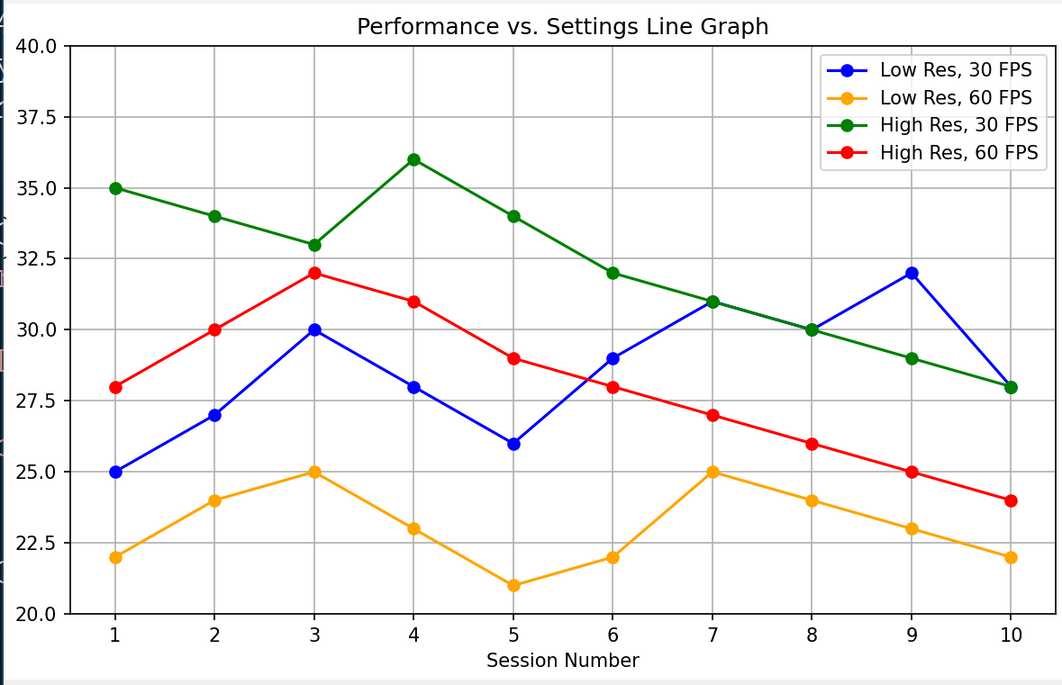 Performance vs. Settings Line Graph
40.0
37.5
35.0
32.5
30.0
27.5
25.0
22.5
20.0
Low Res, 30 FPS
Low Res, 60 FPS
High Res, 30 FPS
High Res, 60 FPS
1 2 3 4 5 6 7 8 9 10
Session Number